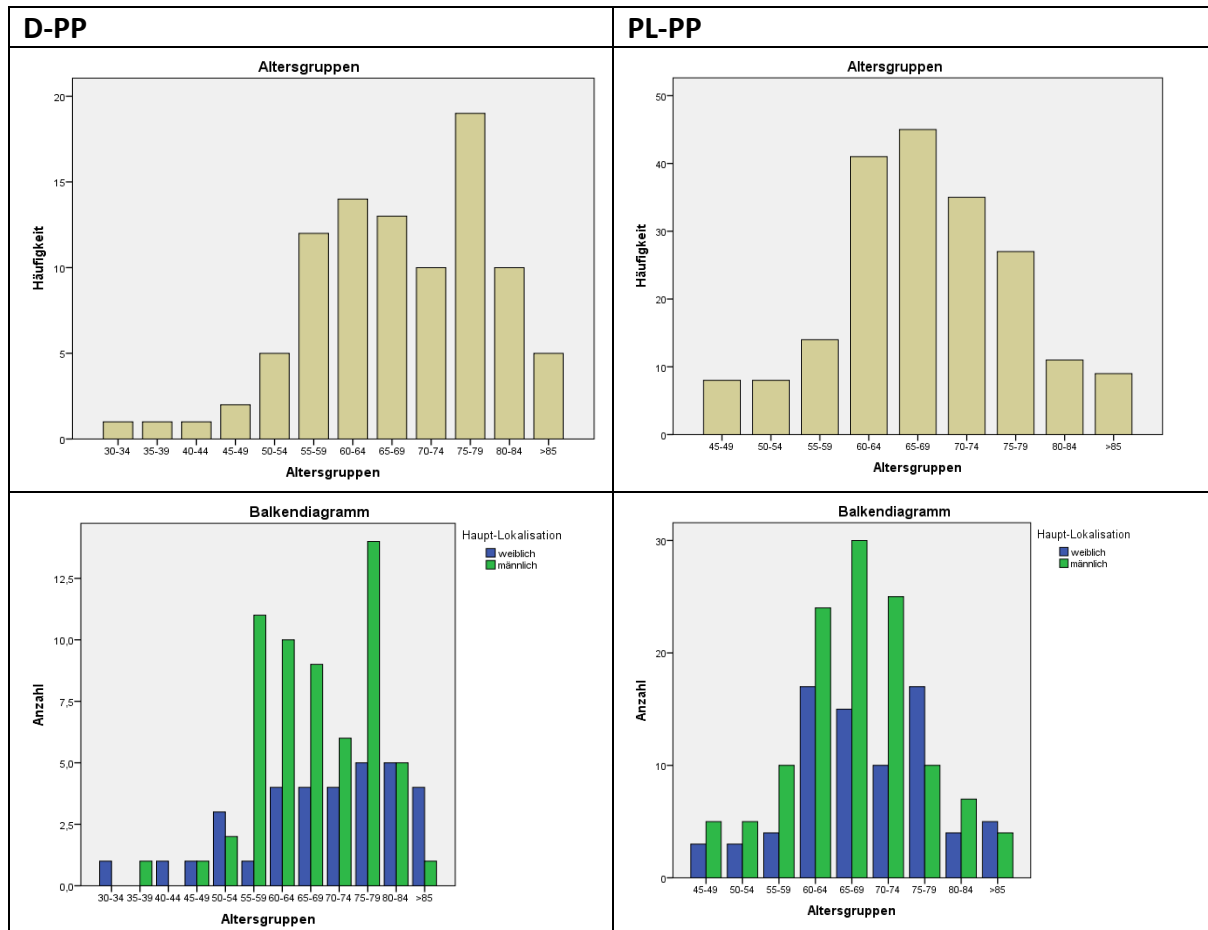 D-PP
PL-PP
Altersgruppen
20
15
10
5
0
Häufigkeit
30-34 35-39 40-44 45-49 50-54 55-59 60-64 65-69 70-74 75-79 80-84 >85
Altersgruppen
Altersgruppen
50
40
30
20
10
0
Häufigkeit
45-49 50-54 55-59 60-64 65-69 70-74 75-79 80-84 >85
Altersgruppen
Balkendiagramm
Haupt-Lokalisation
weiblich
männlich
12,5
10,0
7,5
5,0
2,5
0,0
Anzahl
30-34 35-39 40-44 45-49 50-54 55-59 60-64 65-69 70-74 75-79 80-84 >85
Altersgruppen
Balkendiagramm
Haupt-Lokalisation
weiblich
männlich
30
20
10
0
Anzahl
45-49 50-54 55-59 60-64 65-69 70-74 75-79 80-84 >85
Altersgruppen